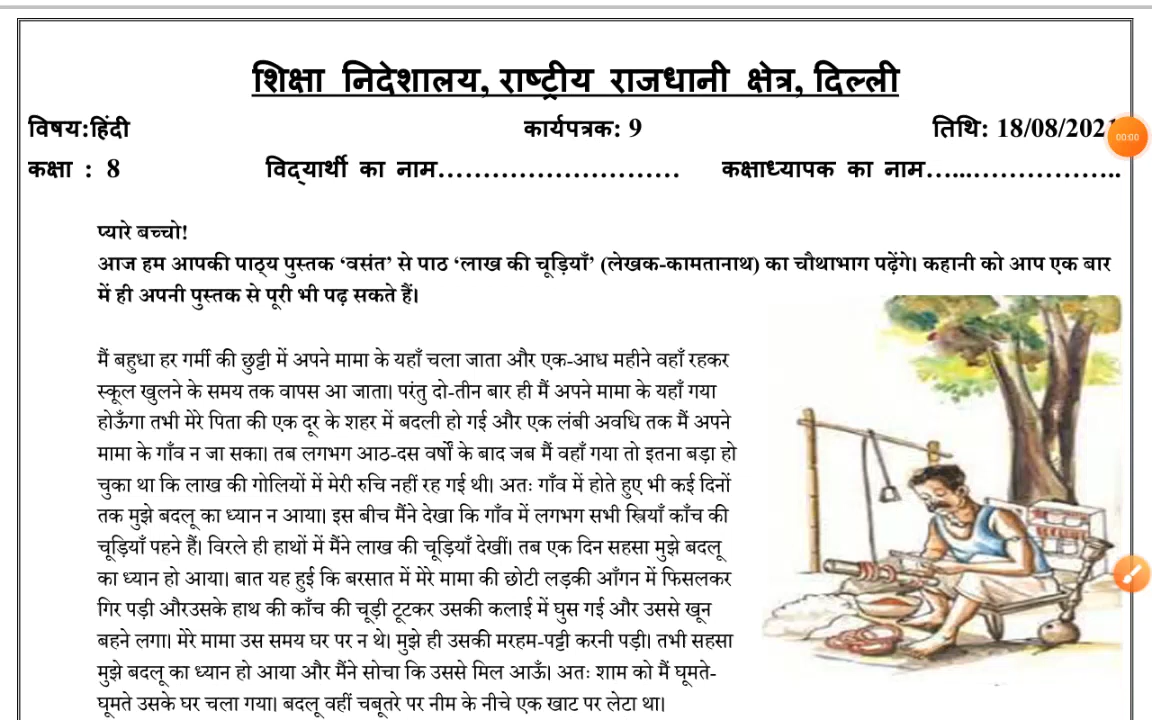 शिक्षा निदेशालय, राष्ट्रीय राजधानी क्षेत्र, दिल्ली
विषय:हिंदी कार्यपत्रक: 9 तिथि: 18/08/2021
कक्षा : 8 विद्यार्थी का नाम……………………… कक्षाध्यापक का नाम…...……………..
00:00
प्यारे बच्चो!
आज हम आपकी पाठ्य पुस्तक ‘वसंत’ से पाठ ‘लाख की चूड़ियाँ’ (लेखक-कामतानाथ) का चौथाभाग पढ़ेंगे। कहानी को आप एक बार
में ही अपनी पुस्तक से पूरी भी पढ़ सकते हैं।
मैं बहुधा हर गर्मी की छुट्टी में अपने मामा के यहाँ चला जाता और एक-आध महीने वहाँ रहकर
स्कूल खुलने के समय तक वापस आ जाता। परंतु दो-तीन बार ही मैं अपने मामा के यहाँ गया
होऊँगा तभी मेरे पिता की एक दूर के शहर में बदली हो गई और एक लंबी अवधि तक मैं अपने
मामा के गाँव न जा सका। तब लगभग आठ-दस वर्षों के बाद जब मैं वहाँ गया तो इतना बड़ा हो
चुका था कि लाख की गोलियों में मेरी रुचि नहीं रह गई थी। अतः गाँव में होते हुए भी कई दिनों
तक मुझे बदलू का ध्यान न आया। इस बीच मैंने देखा कि गाँव में लगभग सभी स्त्रियाँ काँच की
चूड़ियाँ पहने हैं। विरले ही हाथों में मैंने लाख की चूड़ियाँ देखीं। तब एक दिन सहसा मुझे बदलू
का ध्यान हो आया। बात यह हुई कि बरसात में मेरे मामा की छोटी लड़की आँगन में फिसलकर
गिर पड़ी औरउसके हाथ की काँच की चूड़ी टूटकर उसकी कलाई में घुस गई और उससे खून
बहने लगा। मेरे मामा उस समय घर पर न थे। मुझे ही उसकी मरहम-पट्टी करनी पड़ी। तभी सहसा
मुझे बदलू का ध्यान हो आया और मैंने सोचा कि उससे मिल आऊँ। अतः शाम को मैं घूमते-
घूमते उसके घर चला गया। बदलू वहीं चबूतरे पर नीम के नीचे एक खाट पर लेटा था।